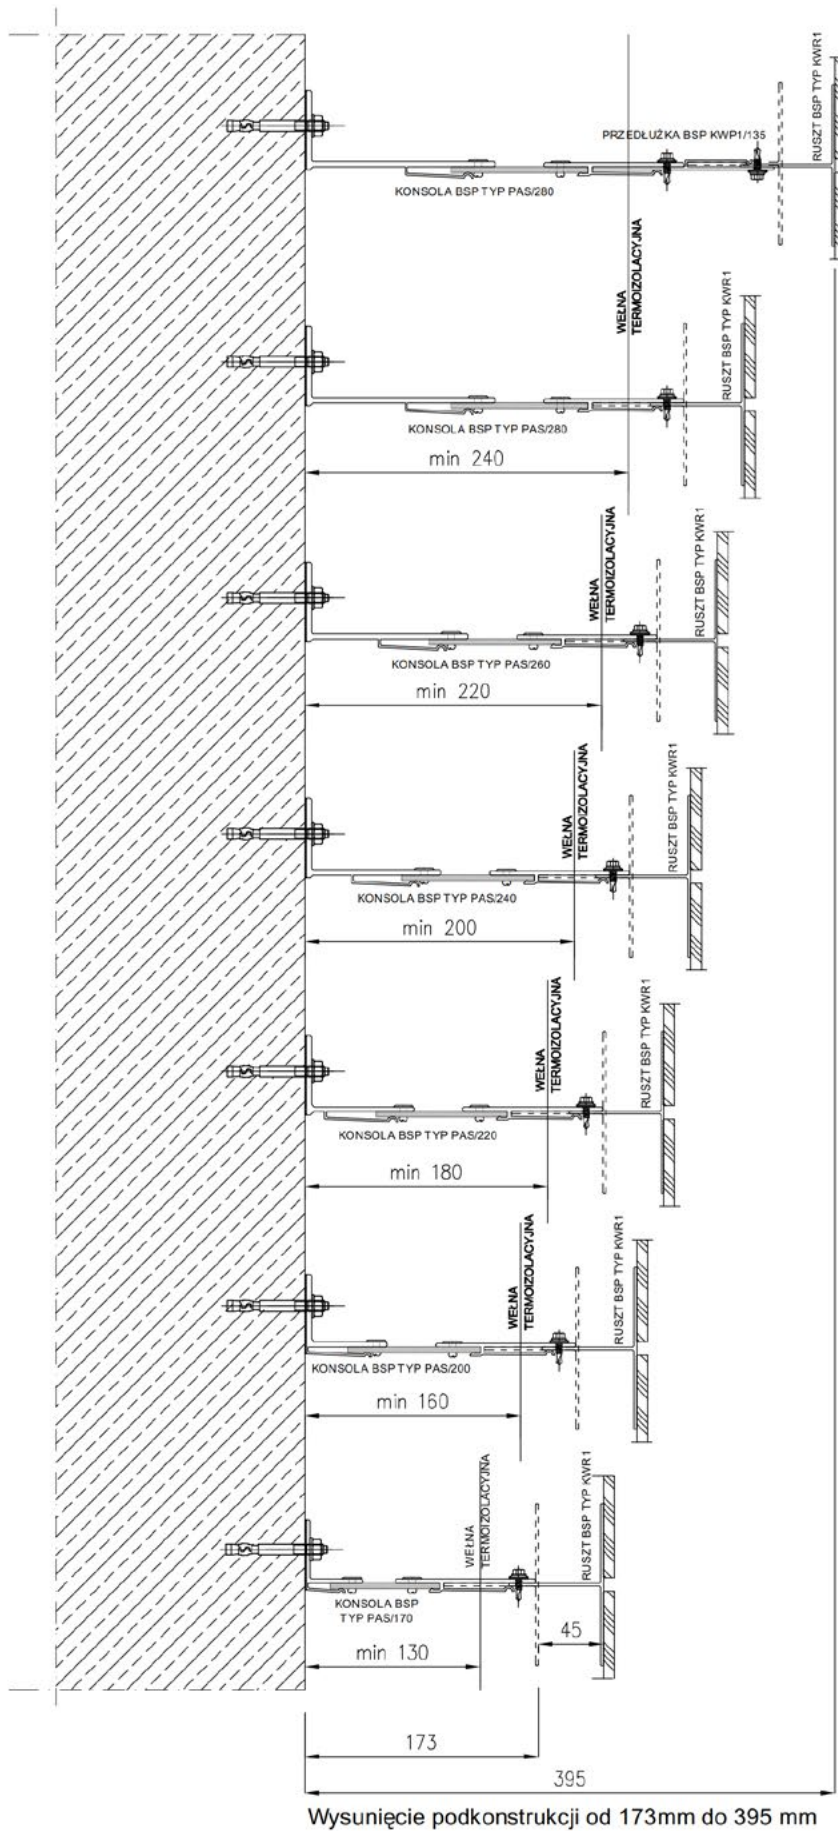 RUSZT BSP TYP KWR1
PRZEDŁUŻKA BSP KWP1/135
KONSOLA BSP TYP PAS/280
WEŁNA
TERMOIZOLACYJNA
RUSZT BSP TYP KWR1
KONSOLA BSP TYP PAS/280
min 240
RUSZT BSP TYP KWR1
WEŁNA
TERMOIZOLACYJNA
KONSOLA BSP TYP PAS/260
min 220
RUSZT BSP TYP KWR1
WEŁNA
TERMOIZOLACYJNA
KONSOLA BSP TYP PAS/240
min 200
RUSZT BSP TYP KWR1
WEŁNA
TERMOIZOLACYJNA
KONSOLA BSP TYP PAS/220
min 180
RUSZT BSP TYP KWR1
WEŁNA
TERMOIZOLACYJNA
KONSOLA BSP TYP PAS/200
min 160
RUSZT BSP TYP KWR1
WEŁNA
TERMOIZOLACYJNA
KONSOLA BSP
TYP PAS/170
45
min 130
173
395
Wysunięcie podkonstrukcji od 173mm do 395 mm